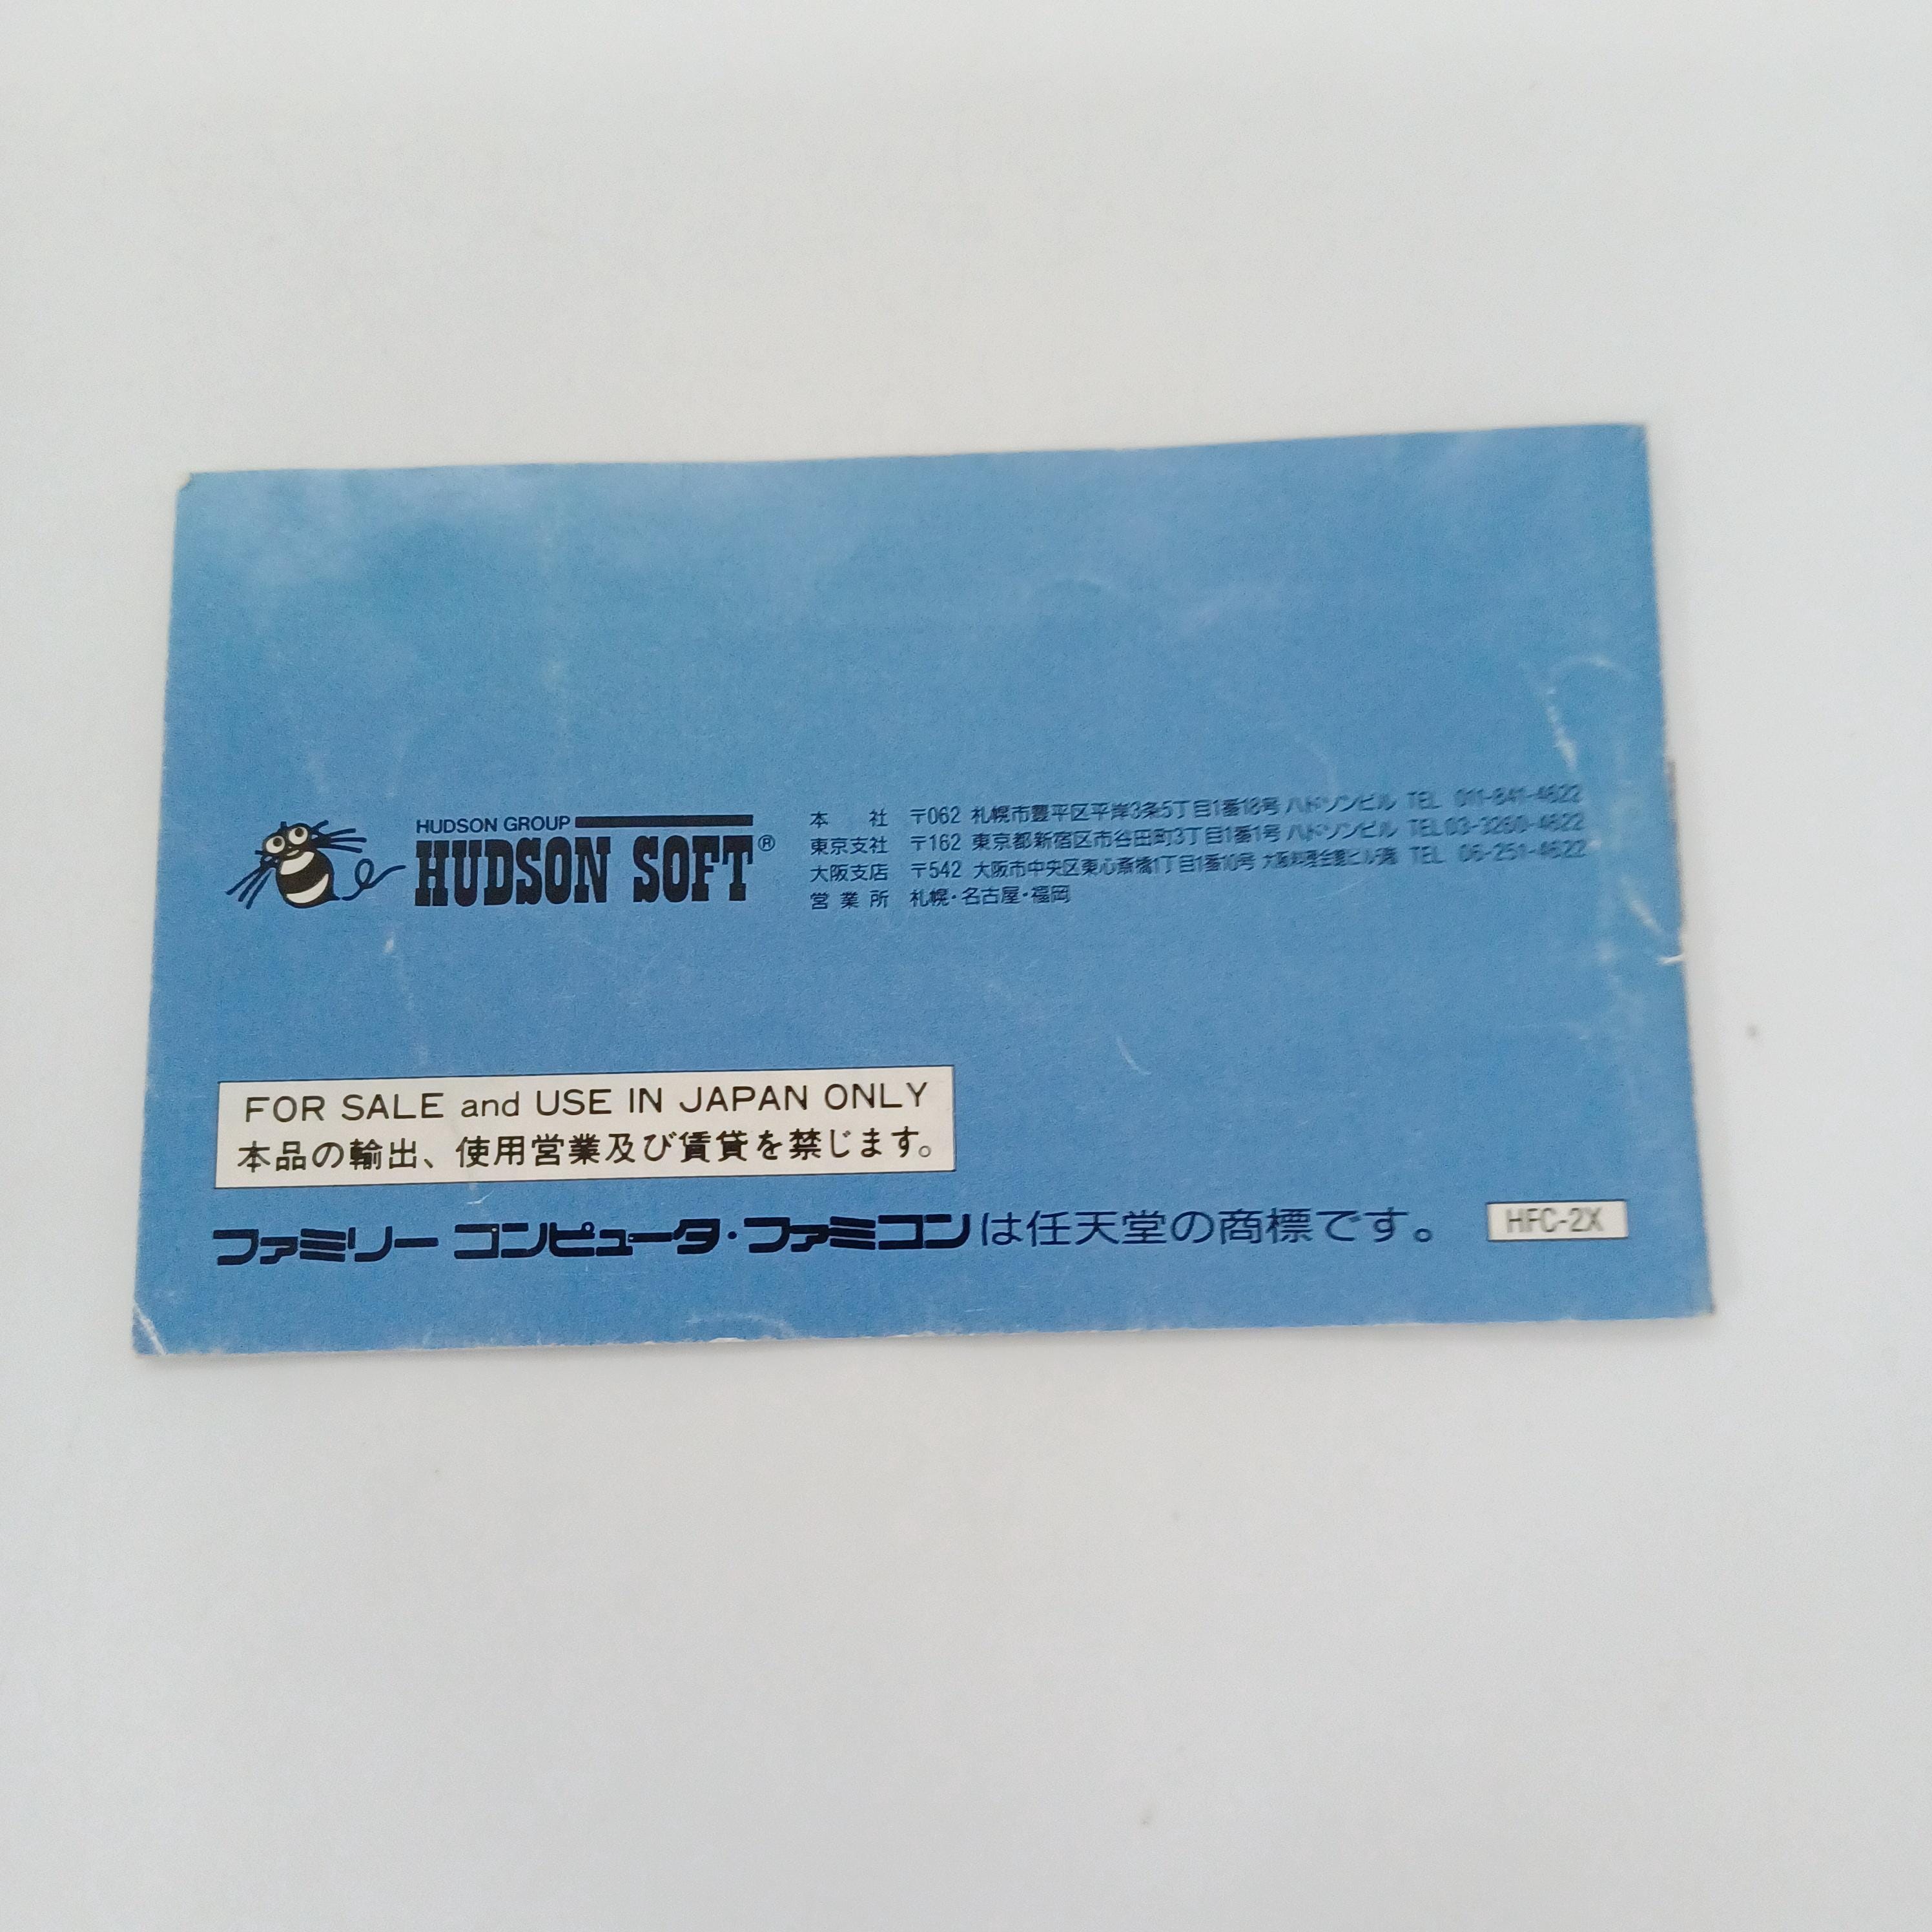 HUDSON GROUP
HUDSON SOFT®
本社 〒062 札幌市豊平区平岸3条5丁目1番18号 ハドソンビル TEL 011-841-4622
東京支社 〒162 東京都新宿区市谷田町3丁目1番1号 ハドソンビル TEL 03-3260-4622
大阪支店 〒542 大阪市中央区東心斎橋1丁目1番10号 TEL 06-251-4622
営業所 札幌・名古屋・福岡
FOR SALE and USE IN JAPAN ONLY
本品の輸出、使用営業及び賃貸を禁じます。
ファミリー コンピュータ・ファミコンは任天堂の商標です。
HFC-2X